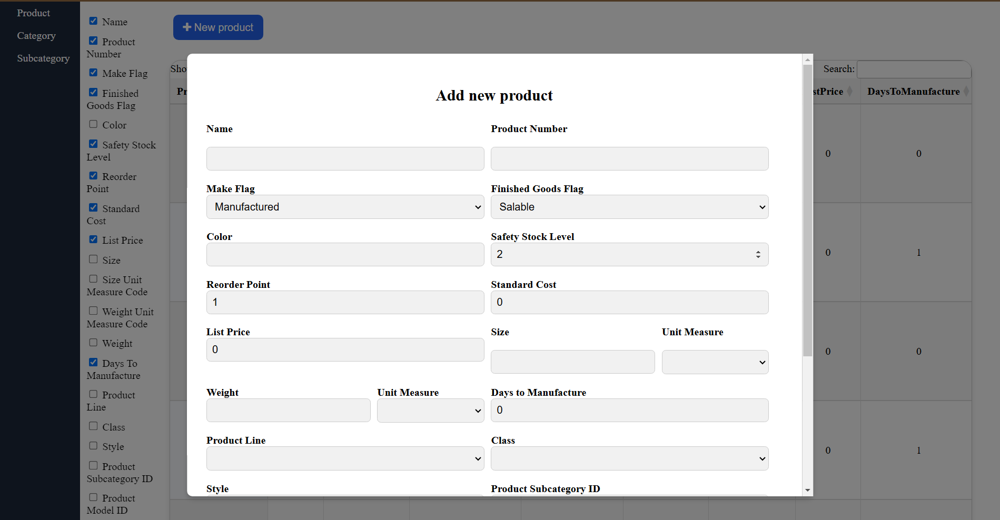 Product
Category
Subcategory
Name
Product
Number
Make Flag
Finished
Goods Flag
Color
Safety Stock
Level
Reorder
Point
Standard
Cost
List Price
Size
Size Unit
Measure Code
Weight Unit
Measure Code
Weight
Days To
Manufacture
Product
Line
Class
Style
Product
Subcategory ID
Product
Model ID
New product
Sho
Search:
Pr
stPrice
DaysToManufacture
0 0
0 1
0 0
0 1
Add new product
Name
Product Number
Make Flag
Manufactured
Finished Goods Flag
Salable
Color
Safety Stock Level
2
Reorder Point
1
Standard Cost
0
List Price
0
Size
Unit Measure
Weight
Unit Measure
Days to Manufacture
0
Product Line
Class
Style
Product Subcategory ID